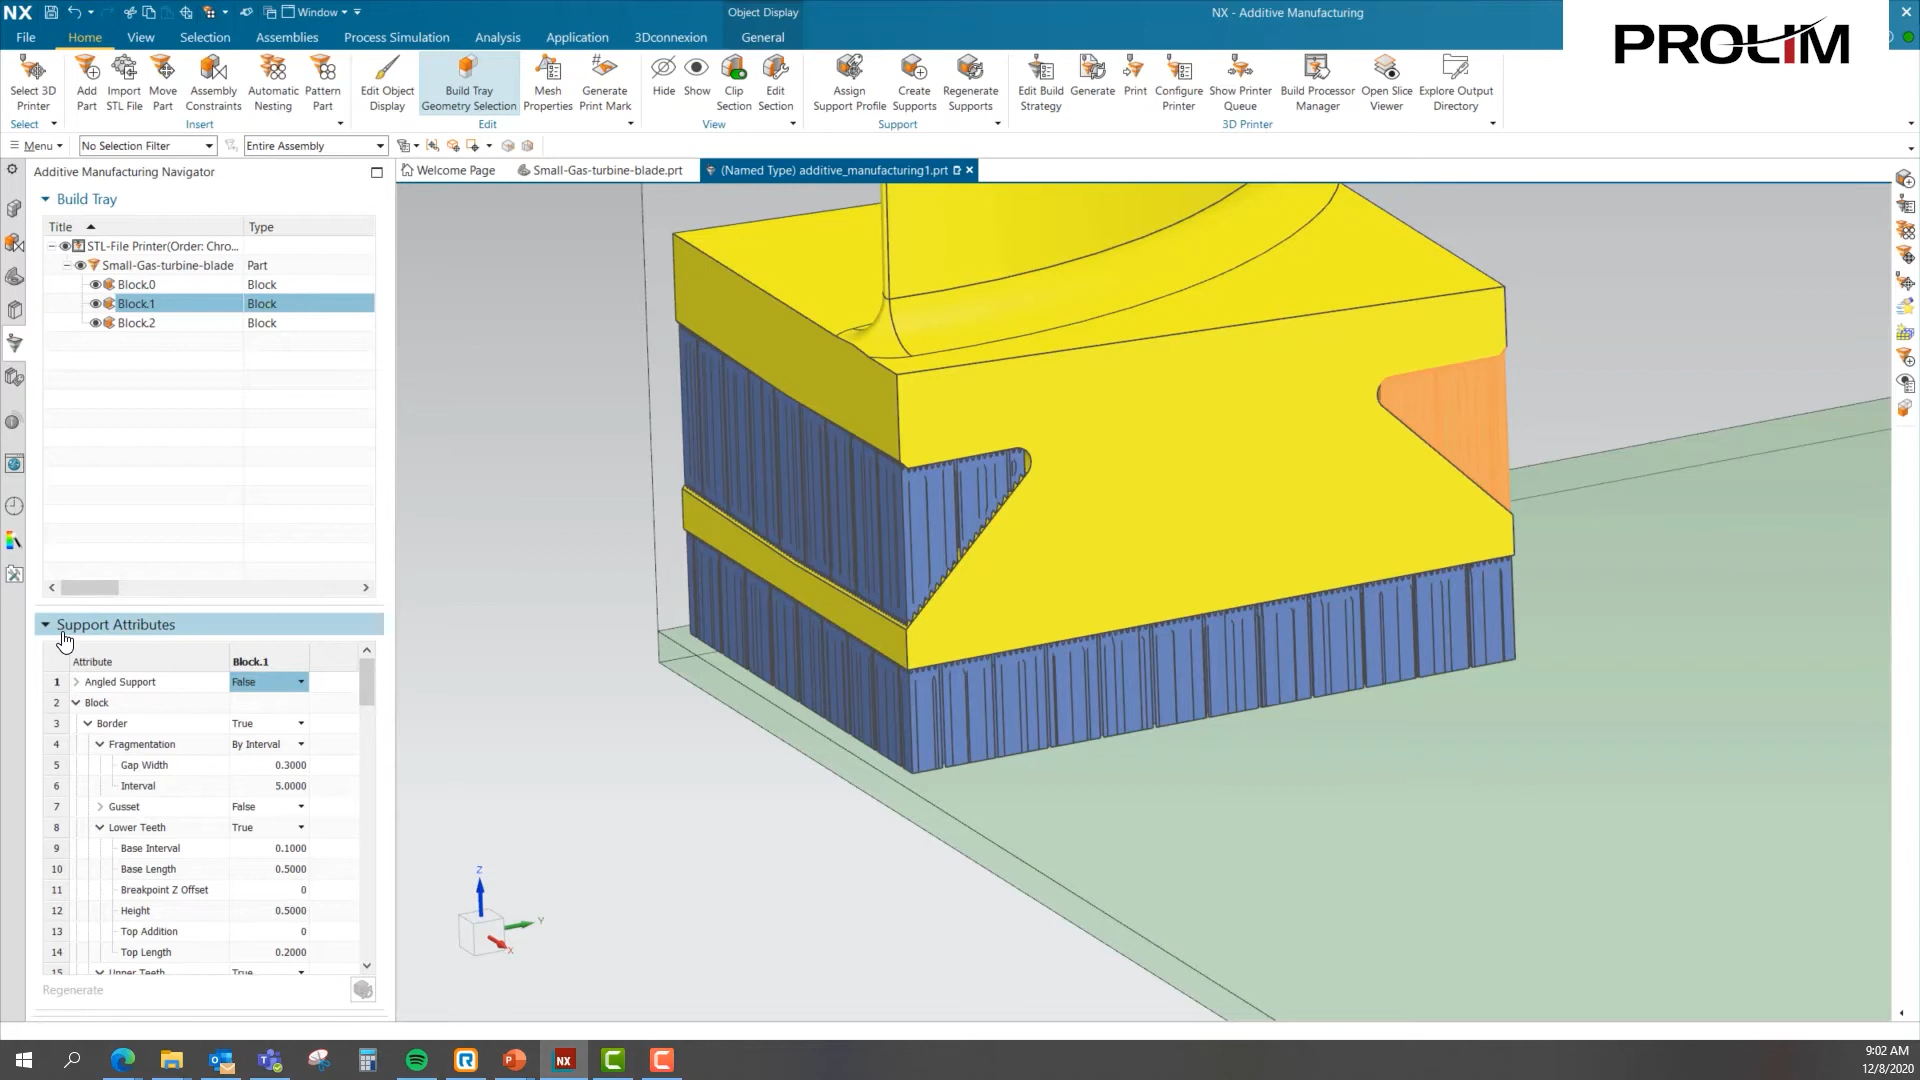 NX
Window
Object Display
NX - Additive Manufacturing
PROLIM
File
Home
View
Selection
Assemblies
Process Simulation
Analysis
Application
3Dconnexion
General
Select 3D Printer
Add Part
Import STL File
Move Part
Assembly Constraints
Automatic Nesting
Pattern Part
Edit Object Display
Build Tray Geometry Selection
Mesh Properties
Generate Print Mark
Hide
Show
Clip Section
Edit Section
Assign Support Profile
Create Supports
Regenerate Supports
Edit Build Strategy
Generate
Print
Configure Printer
Show Printer Queue
Build Processor Manager
Open Slice Viewer
Explore Output Directory
Select
Insert
Edit
View
Support
3D Printer
Menu
No Selection Filter
Entire Assembly
Additive Manufacturing Navigator
Welcome Page
Small-Gas-turbine-blade.prt
(Named Type) additive_manufacturing1.prt
Build Tray
Title Type
STL-File Printer(Order: Chro...
Small-Gas-turbine-blade Part
Block.0 Block
Block.1 Block
Block.2 Block
Support Attributes
Attribute Block.1
1 Angled Support False
2 Block
3 Border True
4 Fragmentation By Interval
5 Gap Width 0.3000
6 Interval 5.0000
7 Gusset False
8 Lower Teeth True
9 Base Interval 0.1000
10 Base Length 0.5000
11 Breakpoint Z Offset 0
12 Height 0.5000
13 Top Addition 0
14 Top Length 0.2000
15 Upper Teeth True
Regenerate
Z
Y
X
NX
9:02 AM
12/8/2020